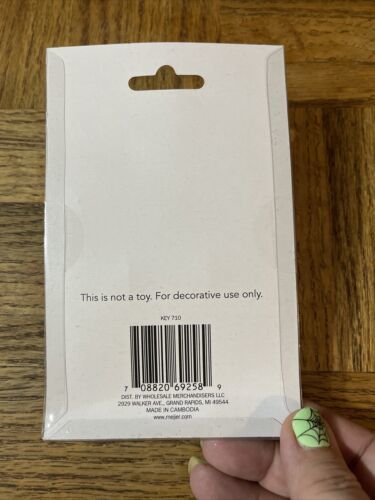 This is not a toy. For decorative use only.
KEY 710
7 08820 69258 9
DIST. BY WHOLESALE MERCHANDISERS LLC
2929 WALKER AVE., GRAND RAPIDS, MI 49544
MADE IN CAMBODIA
www.meijer.com